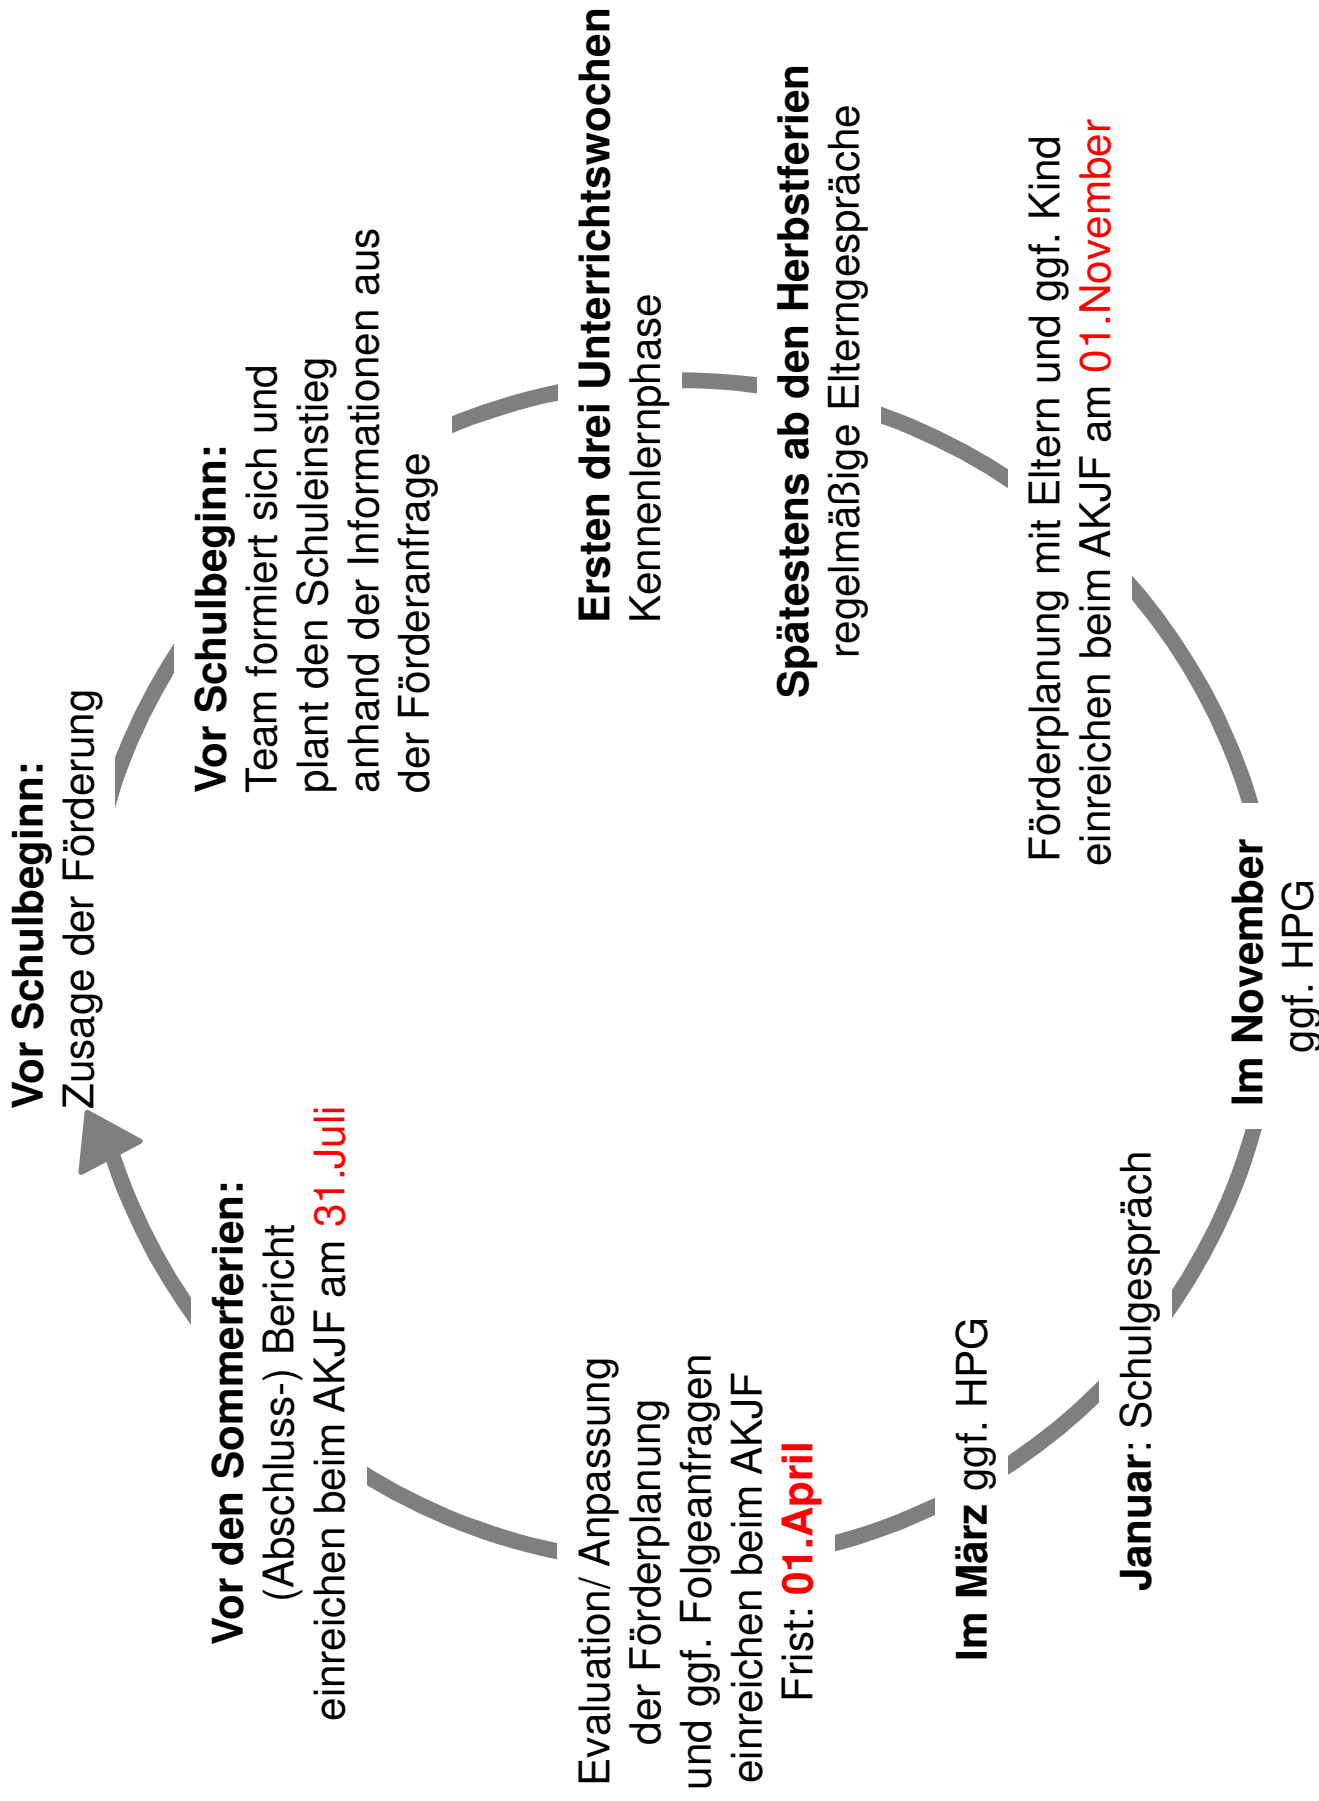 Vor Schulbeginn:
Zusage der Förderung
Vor Schulbeginn:
Team formiert sich und
plant den Schuleinstieg
anhand der Informationen aus
der Förderanfrage
Ersten drei Unterrichtswochen
Kennenlernphase
Spätestens ab den Herbstferien
regelmäßige Elterngespräche
Förderplanung mit Eltern und ggf. Kind
einreichen beim AKJF am 01.November
Im November
ggf. HPG
Januar: Schulgespräch
Im März ggf. HPG
Evaluation/ Anpassung
der Förderplanung
und ggf. Folgeanfragen
einreichen beim AKJF
Frist: 01.April
Vor den Sommerferien:
(Abschluss-) Bericht
einreichen beim AKJF am 31.Juli